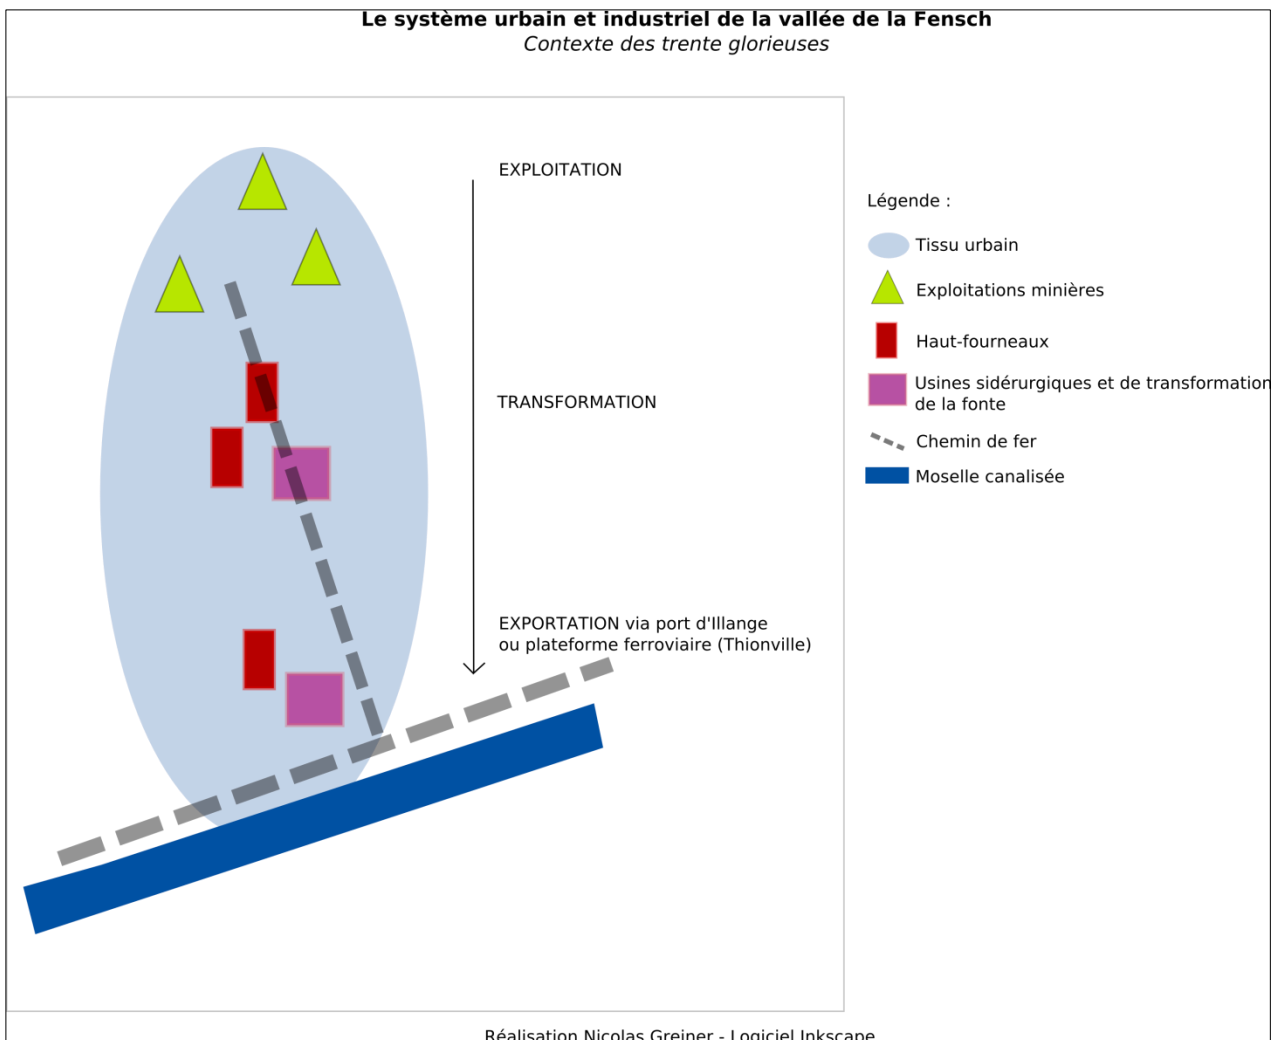 Le système urbain et industriel de la vallée de la Fensch
Contexte des trente glorieuses
EXPLOITATION
TRANSFORMATION
EXPORTATION via port d'Illange
ou plateforme ferroviaire (Thionville)
Légende :
Tissu urbain
Exploitations minières
Haut-fourneaux
Usines sidérurgiques et de transformation
de la fonte
Chemin de fer
Moselle canalisée
Réalisation Nicolas Greiner - Logiciel Inkscape